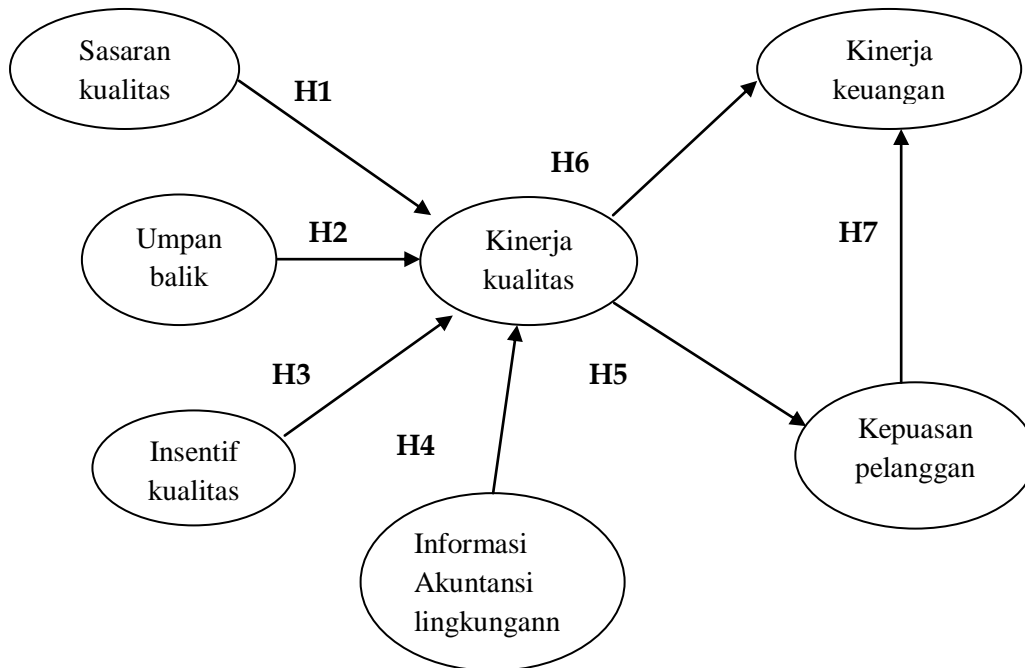 Sasaran
kualitas
H1
Kinerja
keuangan
H6
Umpan
balik
H2
Kinerja
kualitas
H7
H3
H5
Insentif
kualitas
H4
Kepuasan
pelanggan
Informasi
Akuntansi
lingkungann